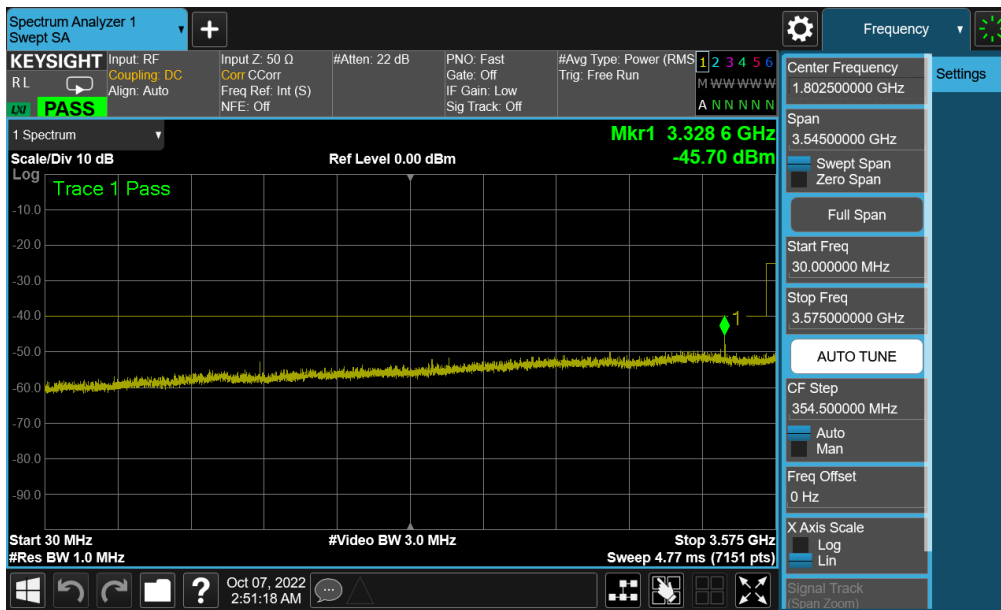 Spectrum Analyzer 1
Swept SA
+
Frequency
KEYSIGHT
RL
LXI
PASS
Input: RF
Coupling: DC
Align: Auto
Input Z: 50 Ω
Corr CCorr
Freq Ref: Int (S)
NFE: Off
#Atten: 22 dB
PNO: Fast
Gate: Off
IF Gain: Low
Sig Track: Off
#Avg Type: Power (RMS
Trig: Free Run
1 2 3 4 5 6
M W W W W W
A N N N N N
1 Spectrum
Mkr1 3.328 6 GHz
-45.70 dBm
Scale/Div 10 dB
Ref Level 0.00 dBm
Log
Trace 1 Pass
-10.0
-20.0
-30.0
-40.0
-50.0
-60.0
-70.0
-80.0
-90.0
1
Start 30 MHz
#Video BW 3.0 MHz
Stop 3.575 GHz
#Res BW 1.0 MHz
Sweep 4.77 ms (7151 pts)
Center Frequency
1.802500000 GHz
Span
3.54500000 GHz
Swept Span
Zero Span
Full Span
Start Freq
30.000000 MHz
Stop Freq
3.575000000 GHz
AUTO TUNE
CF Step
354.500000 MHz
Auto
Man
Freq Offset
0 Hz
X Axis Scale
Log
Lin
Signal Track
(Span Zoom)
Settings
?
Oct 07, 2022
2:51:18 AM